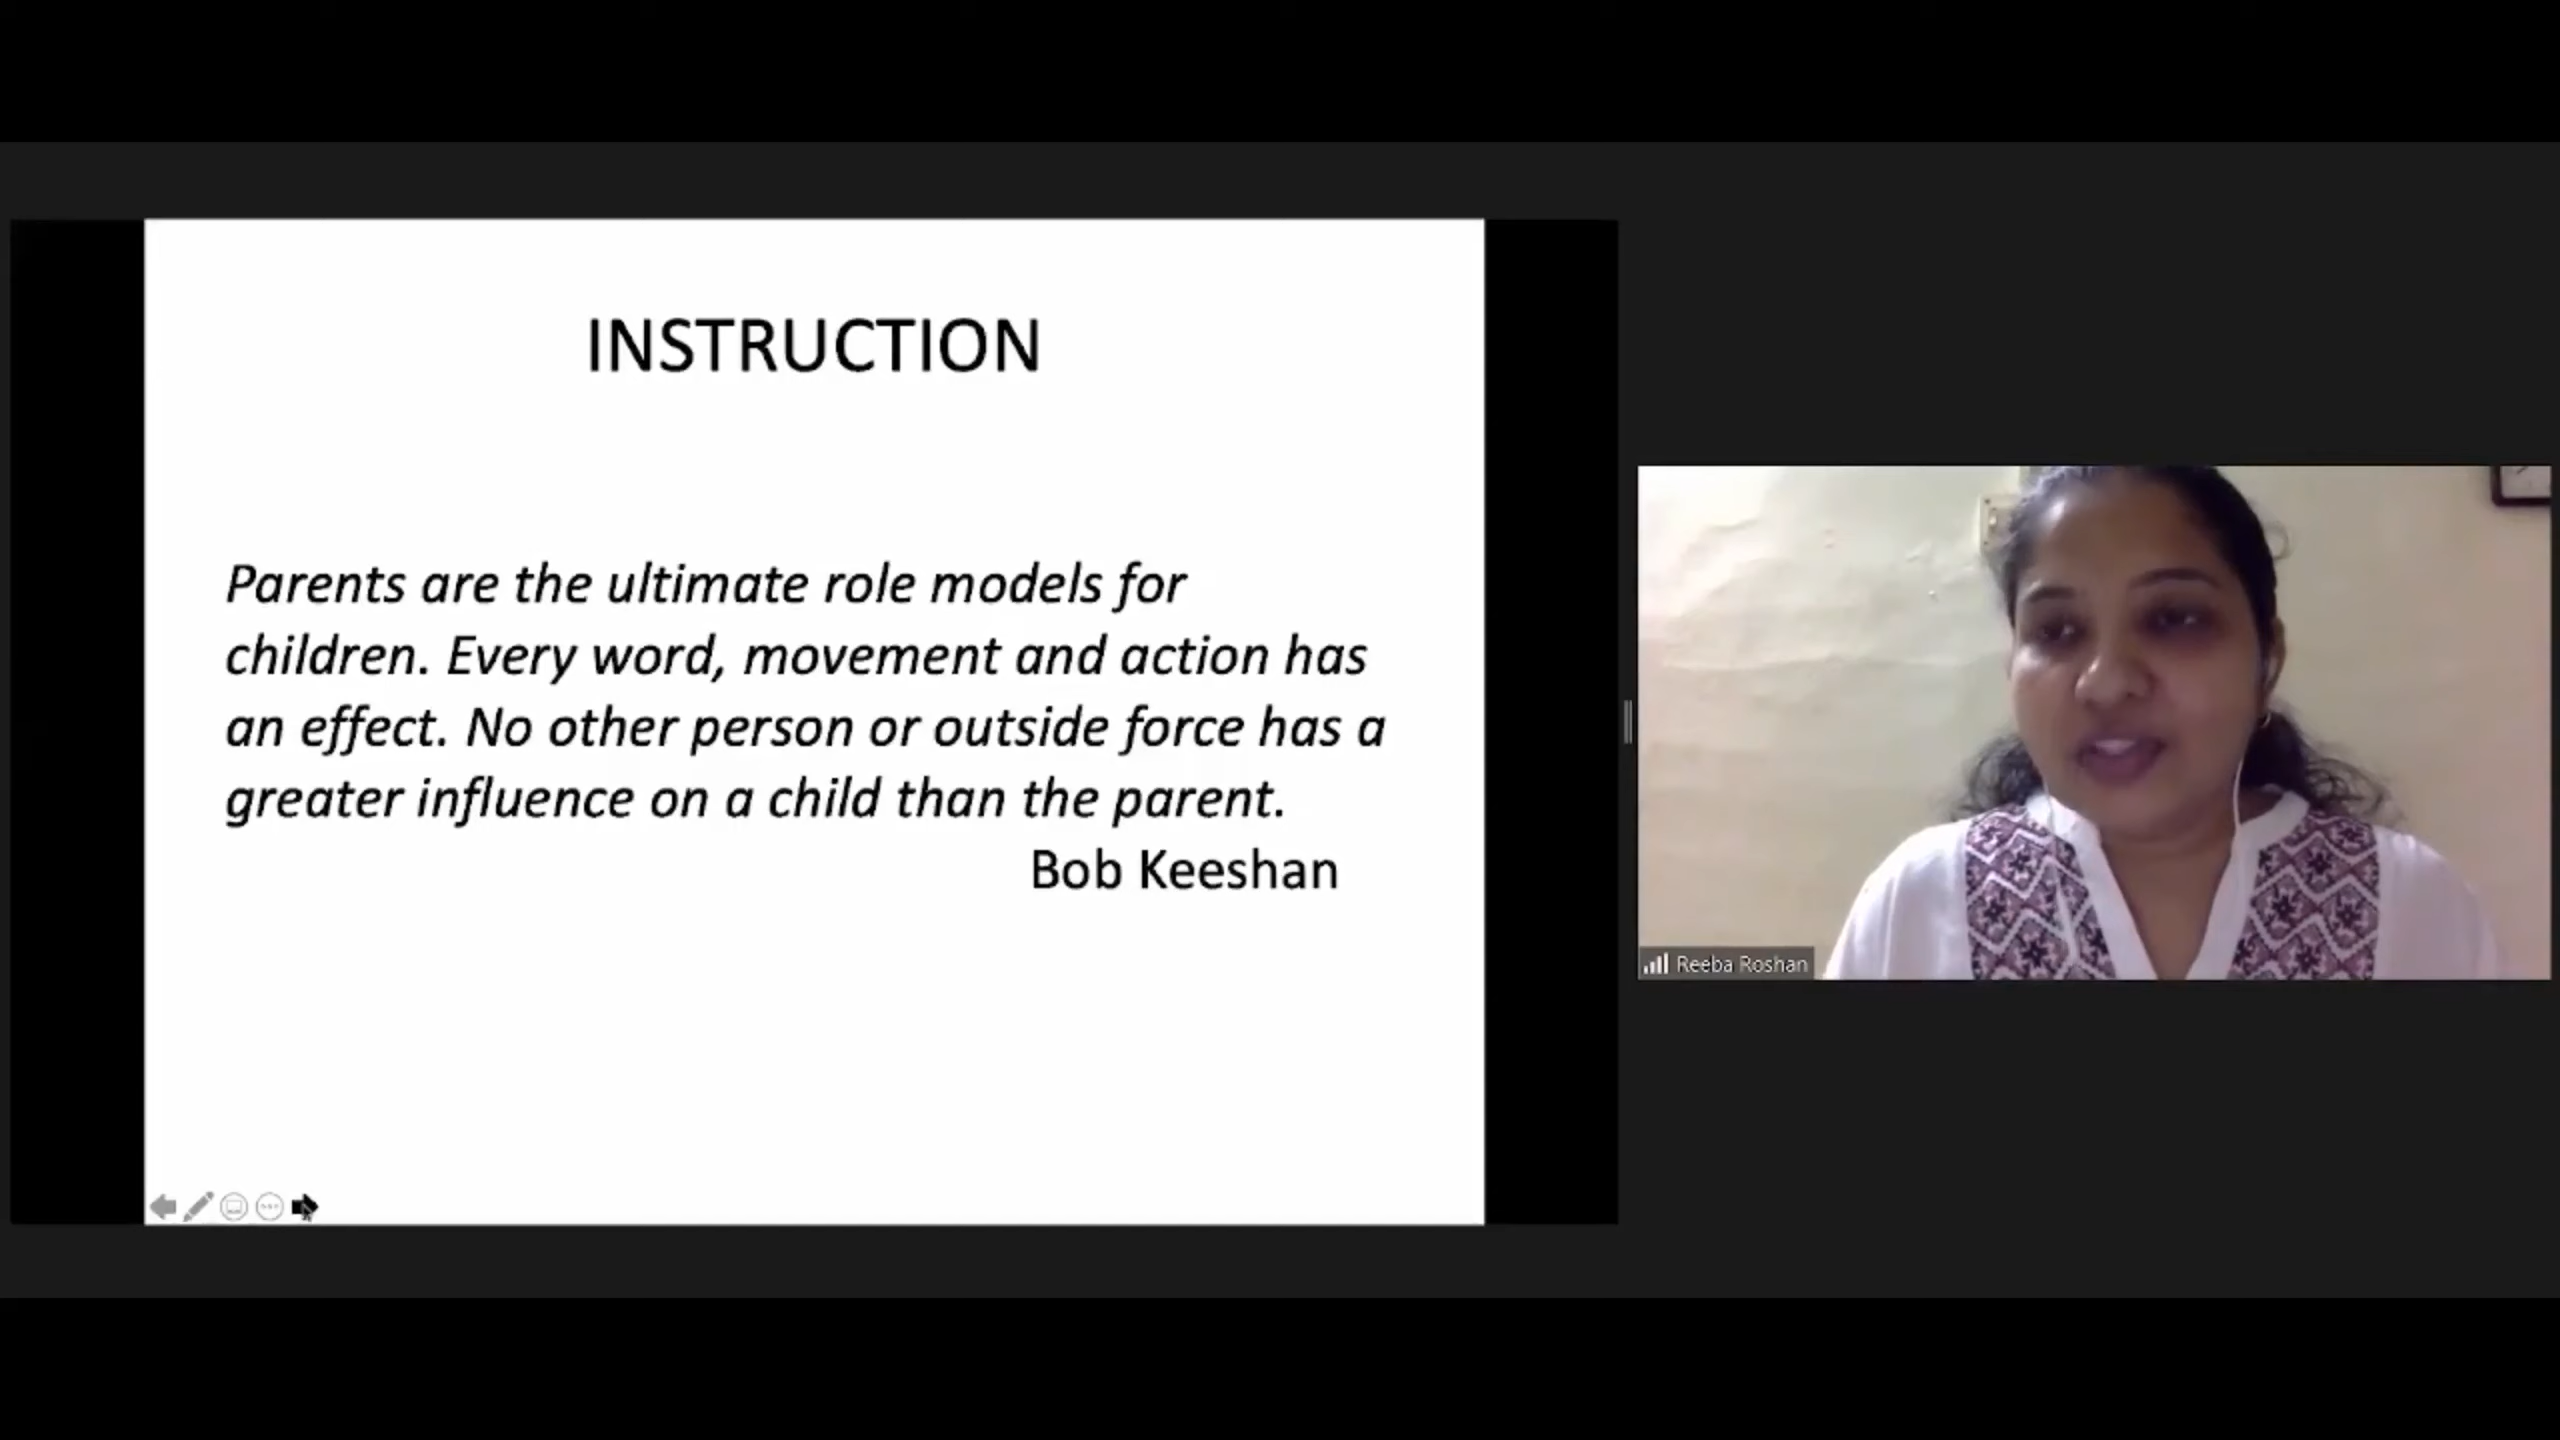 INSTRUCTION
Parents are the ultimate role models for
children. Every word, movement and action has
an effect. No other person or outside force has a
greater influence on a child than the parent.
Bob Keeshan
Reeba Roshan